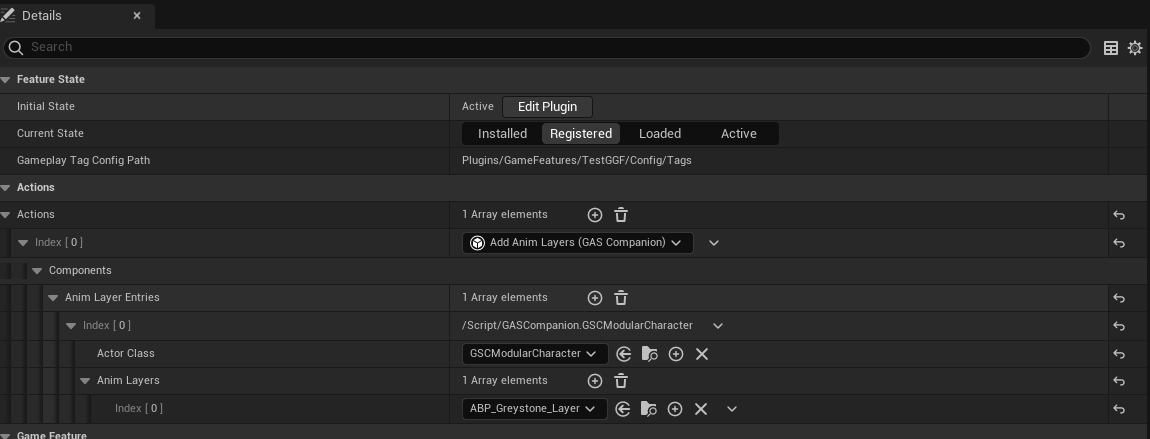 Details
Search
Feature State
Initial State Active Edit Plugin
Current State Installed Registered Loaded Active
Gameplay Tag Config Path Plugins/GameFeatures/TestGGF/Config/Tags
Actions
Actions 1 Array elements
Index [ 0 ] Add Anim Layers (GAS Companion)
Components
Anim Layer Entries 1 Array elements
Index [ 0 ] /Script/GASCompanion.GSCModularCharacter
Actor Class GSCModularCharacter
Anim Layers 1 Array elements
Index [ 0 ] ABP_Greystone_Layer
Game Feature